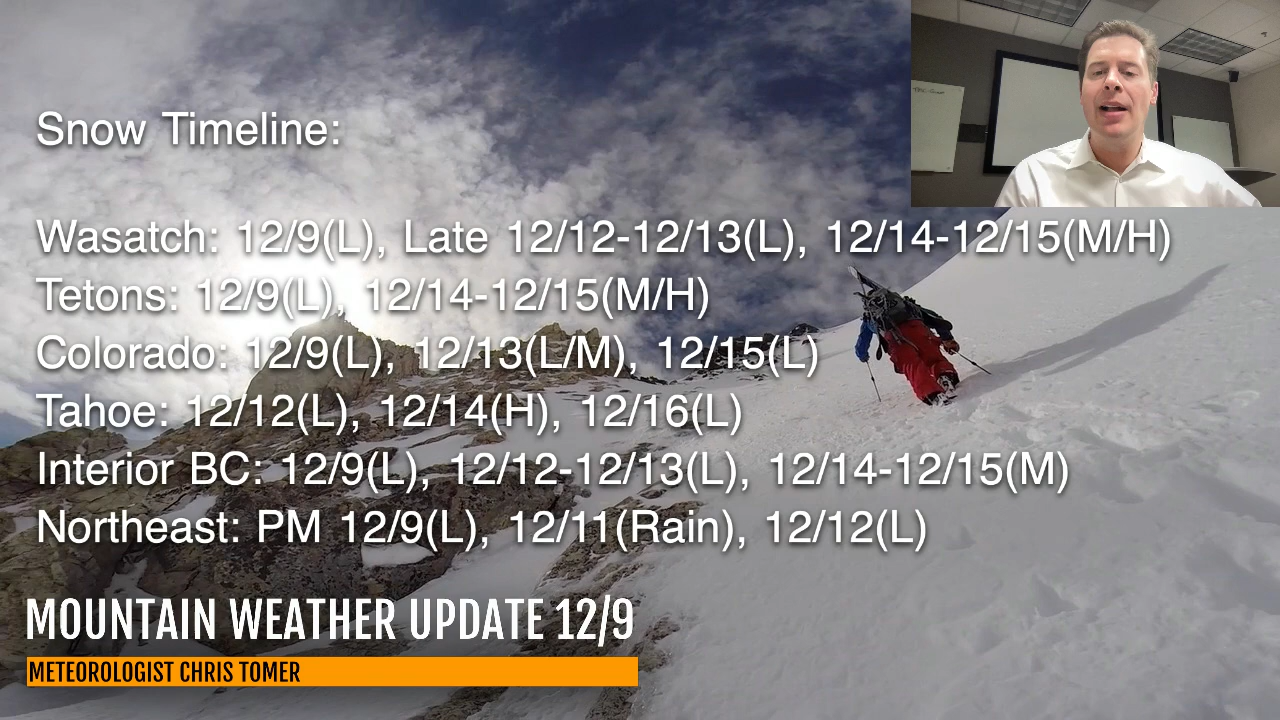 Snow Timeline:
Wasatch: 12/9(L), Late 12/12-12/13(L), 12/14-12/15(M/H)
Tetons: 12/9(L), 12/14-12/15(M/H)
Colorado: 12/9(L), 12/13(L/M), 12/15(L)
Tahoe: 12/12(L), 12/14(H), 12/16(L)
Interior BC: 12/9(L), 12/12-12/13(L), 12/14-12/15(M)
Northeast: PM 12/9(L), 12/11(Rain), 12/12(L)
MOUNTAIN WEATHER UPDATE 12/9
METEOROLOGIST CHRIS TOMER